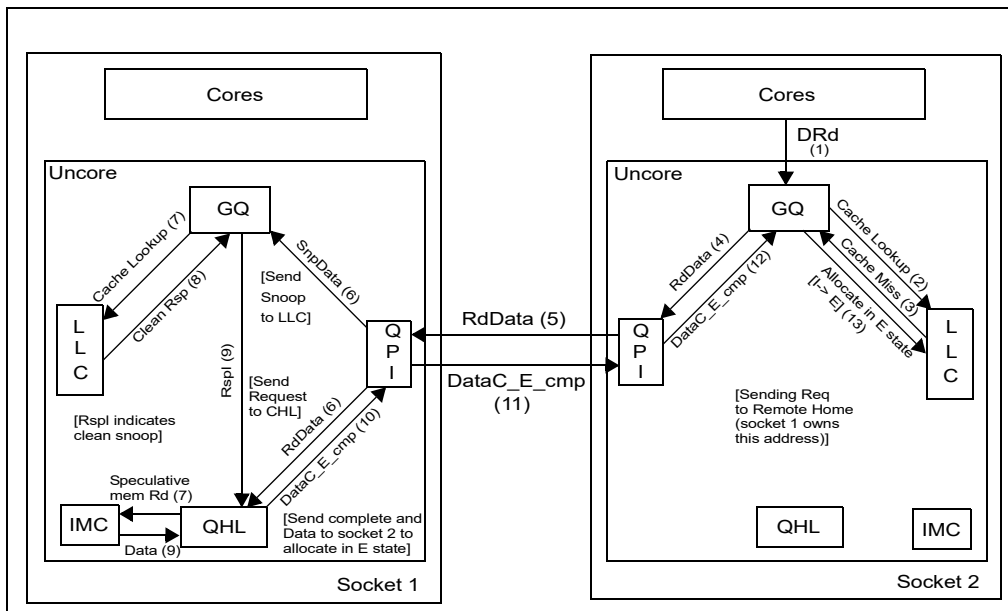 Cores
Uncore
GQ
Cache Lookup (7)
Clean Rsp (8)
SnpData (6)
[Send
Snoop
to LLC]
L
L
C
Q
P
I
RspI (9)
[Send
Request
to CHL]
[RspI indicates
clean snoop]
RdData (6)
DataC_E_cmp (10)
Speculative
mem Rd (7)
IMC
QHL
Data (9)
[Send complete and
Data to socket 2 to
allocate in E state]
Socket 1
RdData (5)
DataC_E_cmp
(11)
Cores
DRd
(1)
Uncore
GQ
RdData (4)
DataC_E_cmp (12)
Cache Lookup (2)
Cache Miss (3)
Allocate in E state
[I-> E] (13)
Q
P
I
L
L
C
[Sending Req
to Remote Home
(socket 1 owns
this address)]
QHL
IMC
Socket 2